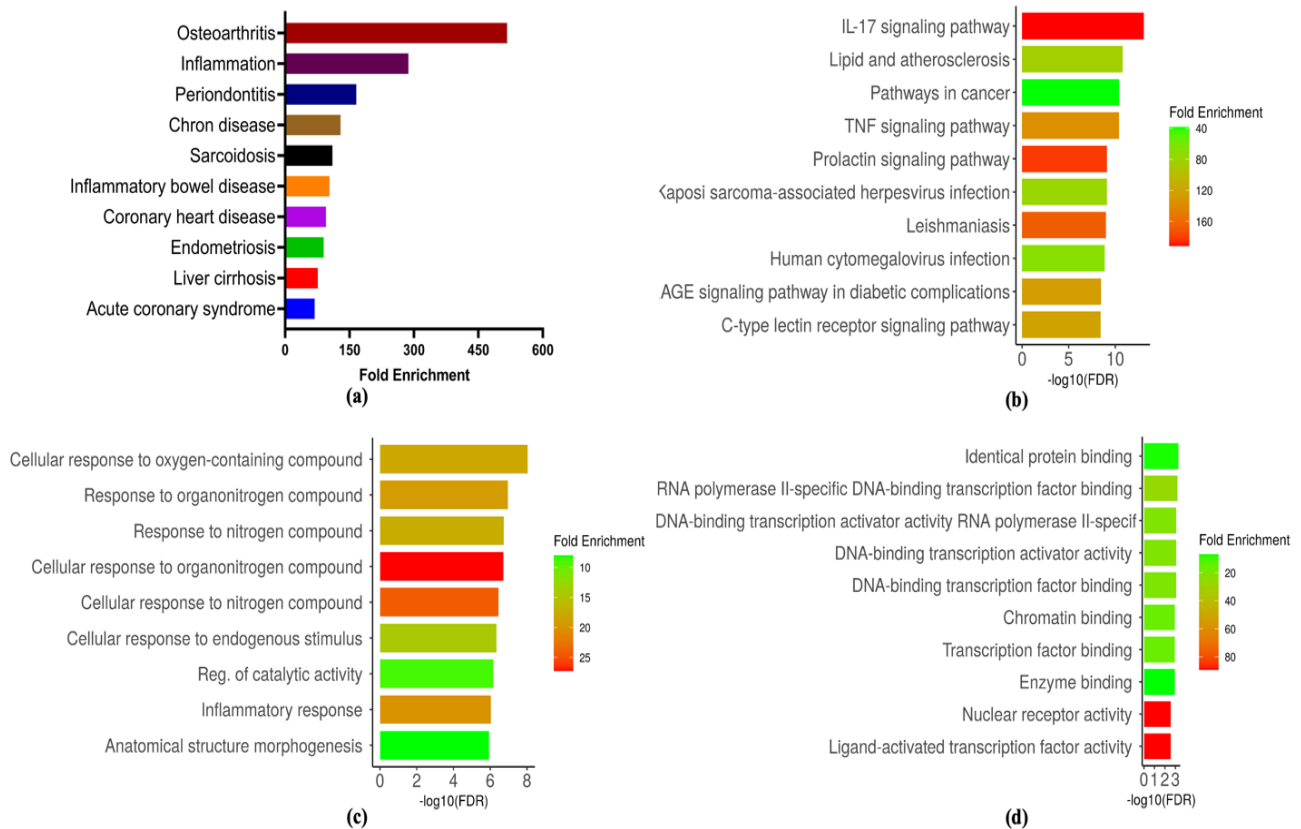 Osteoarthritis
Inflammation
Periondontitis
Chron disease
Sarcoidosis
Inflammatory bowel disease
Coronary heart disease
Endometriosis
Liver cirrhosis
Acute coronary syndrome
0 150 300 450 600
Fold Enrichment
(a)
IL-17 signaling pathway
Lipid and atherosclerosis
Pathways in cancer
TNF signaling pathway
Prolactin signaling pathway
Kaposi sarcoma-associated herpesvirus infection
Leishmaniasis
Human cytomegalovirus infection
AGE signaling pathway in diabetic complications
C-type lectin receptor signaling pathway
0 5 10
-log10(FDR)
Fold Enrichment
40
80
120
160
(b)
Cellular response to oxygen-containing compound
Response to organonitrogen compound
Response to nitrogen compound
Cellular response to organonitrogen compound
Cellular response to nitrogen compound
Cellular response to endogenous stimulus
Reg. of catalytic activity
Inflammatory response
Anatomical structure morphogenesis
0 2 4 6 8
-log10(FDR)
Fold Enrichment
10
15
20
25
(c)
Identical protein binding
RNA polymerase II-specific DNA-binding transcription factor binding
DNA-binding transcription activator activity RNA polymerase II-specif
DNA-binding transcription activator activity
DNA-binding transcription factor binding
Chromatin binding
Transcription factor binding
Enzyme binding
Nuclear receptor activity
Ligand-activated transcription factor activity
0123
-log10(FDR)
Fold Enrichment
20
40
60
80
(d)